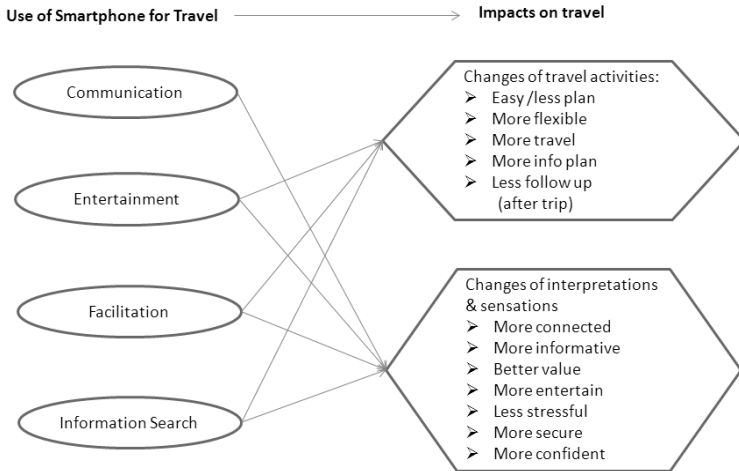 Use of Smartphone for Travel
Impacts on travel
Communication
Entertainment
Facilitation
Information Search
Changes of travel activities:
➢ Easy/less plan
➢ More flexible
➢ More travel
➢ More info plan
➢ Less follow up
(after trip)
Changes of interpretations
& sensations
➢ More connected
➢ More informative
➢ Better value
➢ More entertain
➢ Less stressful
➢ More secure
➢ More confident